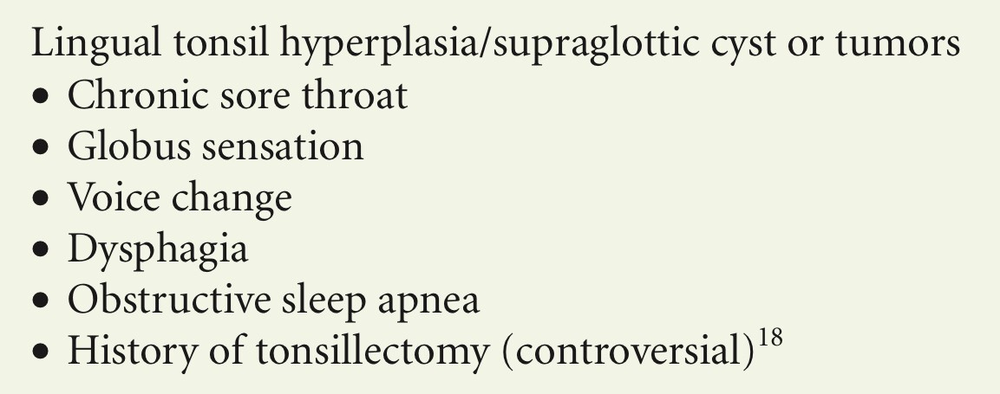 Lingual tonsil hyperplasia/supraglottic cyst or tumors
• Chronic sore throat
• Globus sensation
• Voice change
• Dysphagia
• Obstructive sleep apnea
• History of tonsillectomy (controversial)18